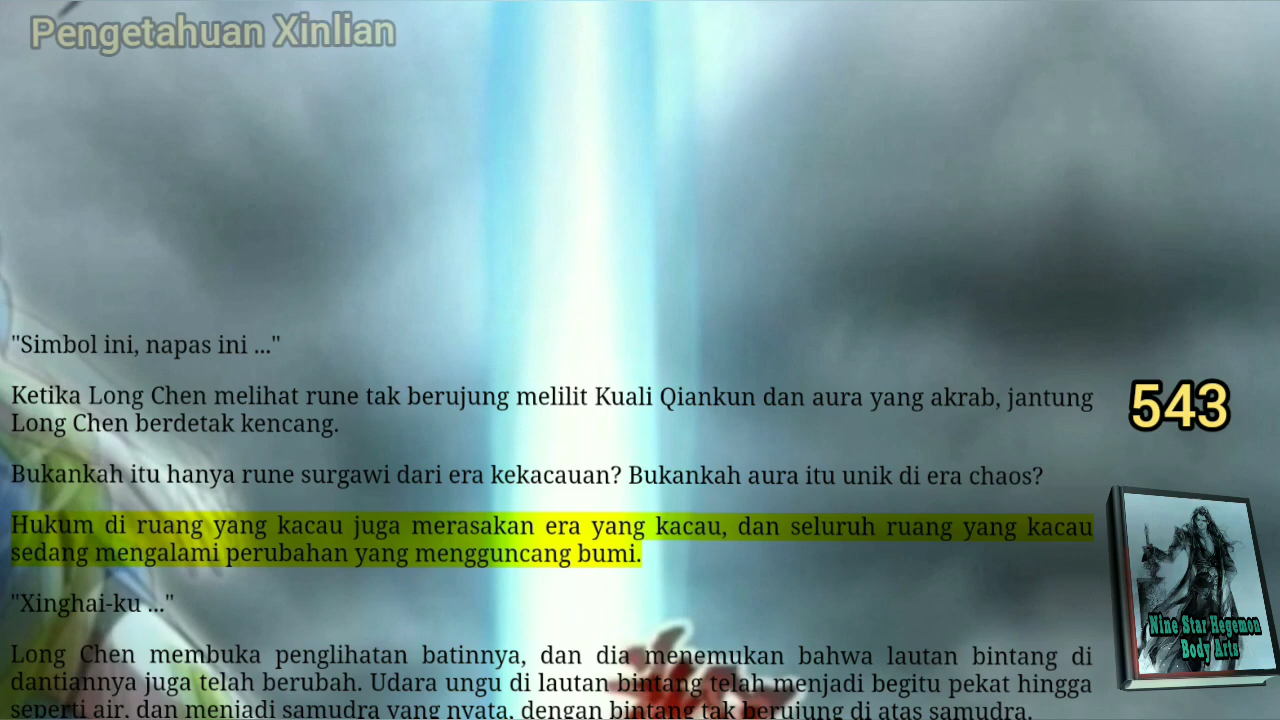 Pengetahuan Xinlian
"Simbol ini, napas ini ..."
Ketika Long Chen melihat rune tak berujung melilit Kuali Qiankun dan aura yang akrab, jantung
Long Chen berdetak kencang.
Bukankah itu hanya rune surgawi dari era kekacauan? Bukankah aura itu unik di era chaos?
Hukum di ruang yang kacau juga merasakan era yang kacau, dan seluruh ruang yang kacau
sedang mengalami perubahan yang mengguncang bumi.
"Xinghai-ku ..."
Long Chen membuka penglihatan batinnya, dan dia menemukan bahwa lautan bintang di
dantiannya juga telah berubah. Udara ungu di lautan bintang telah menjadi begitu pekat hingga
seperti air, dan menjadi samudra yang nyata, dengan bintang tak berujung di atas samudra.
543
Nine Star Hegemon
Body Arts